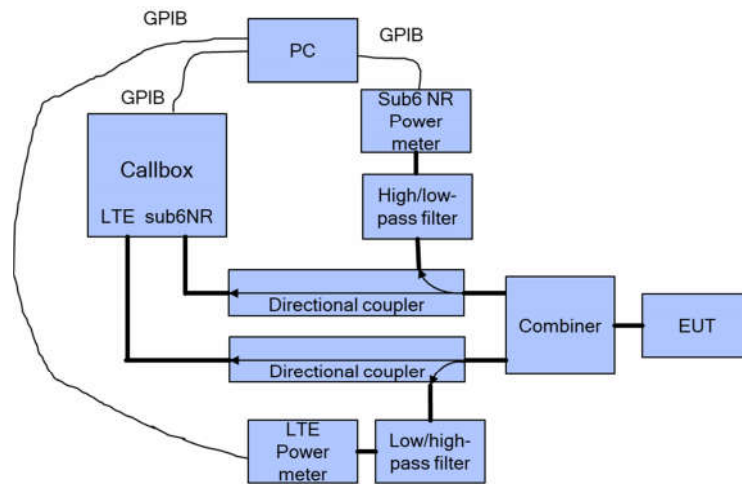 GPIB
PC
GPIB
GPIB
Sub6 NR
Power
meter
Callbox
LTE sub6NR
High/low-
pass filter
Directional coupler
Combiner
EUT
Directional coupler
LTE
Power
meter
Low/high-
pass filter